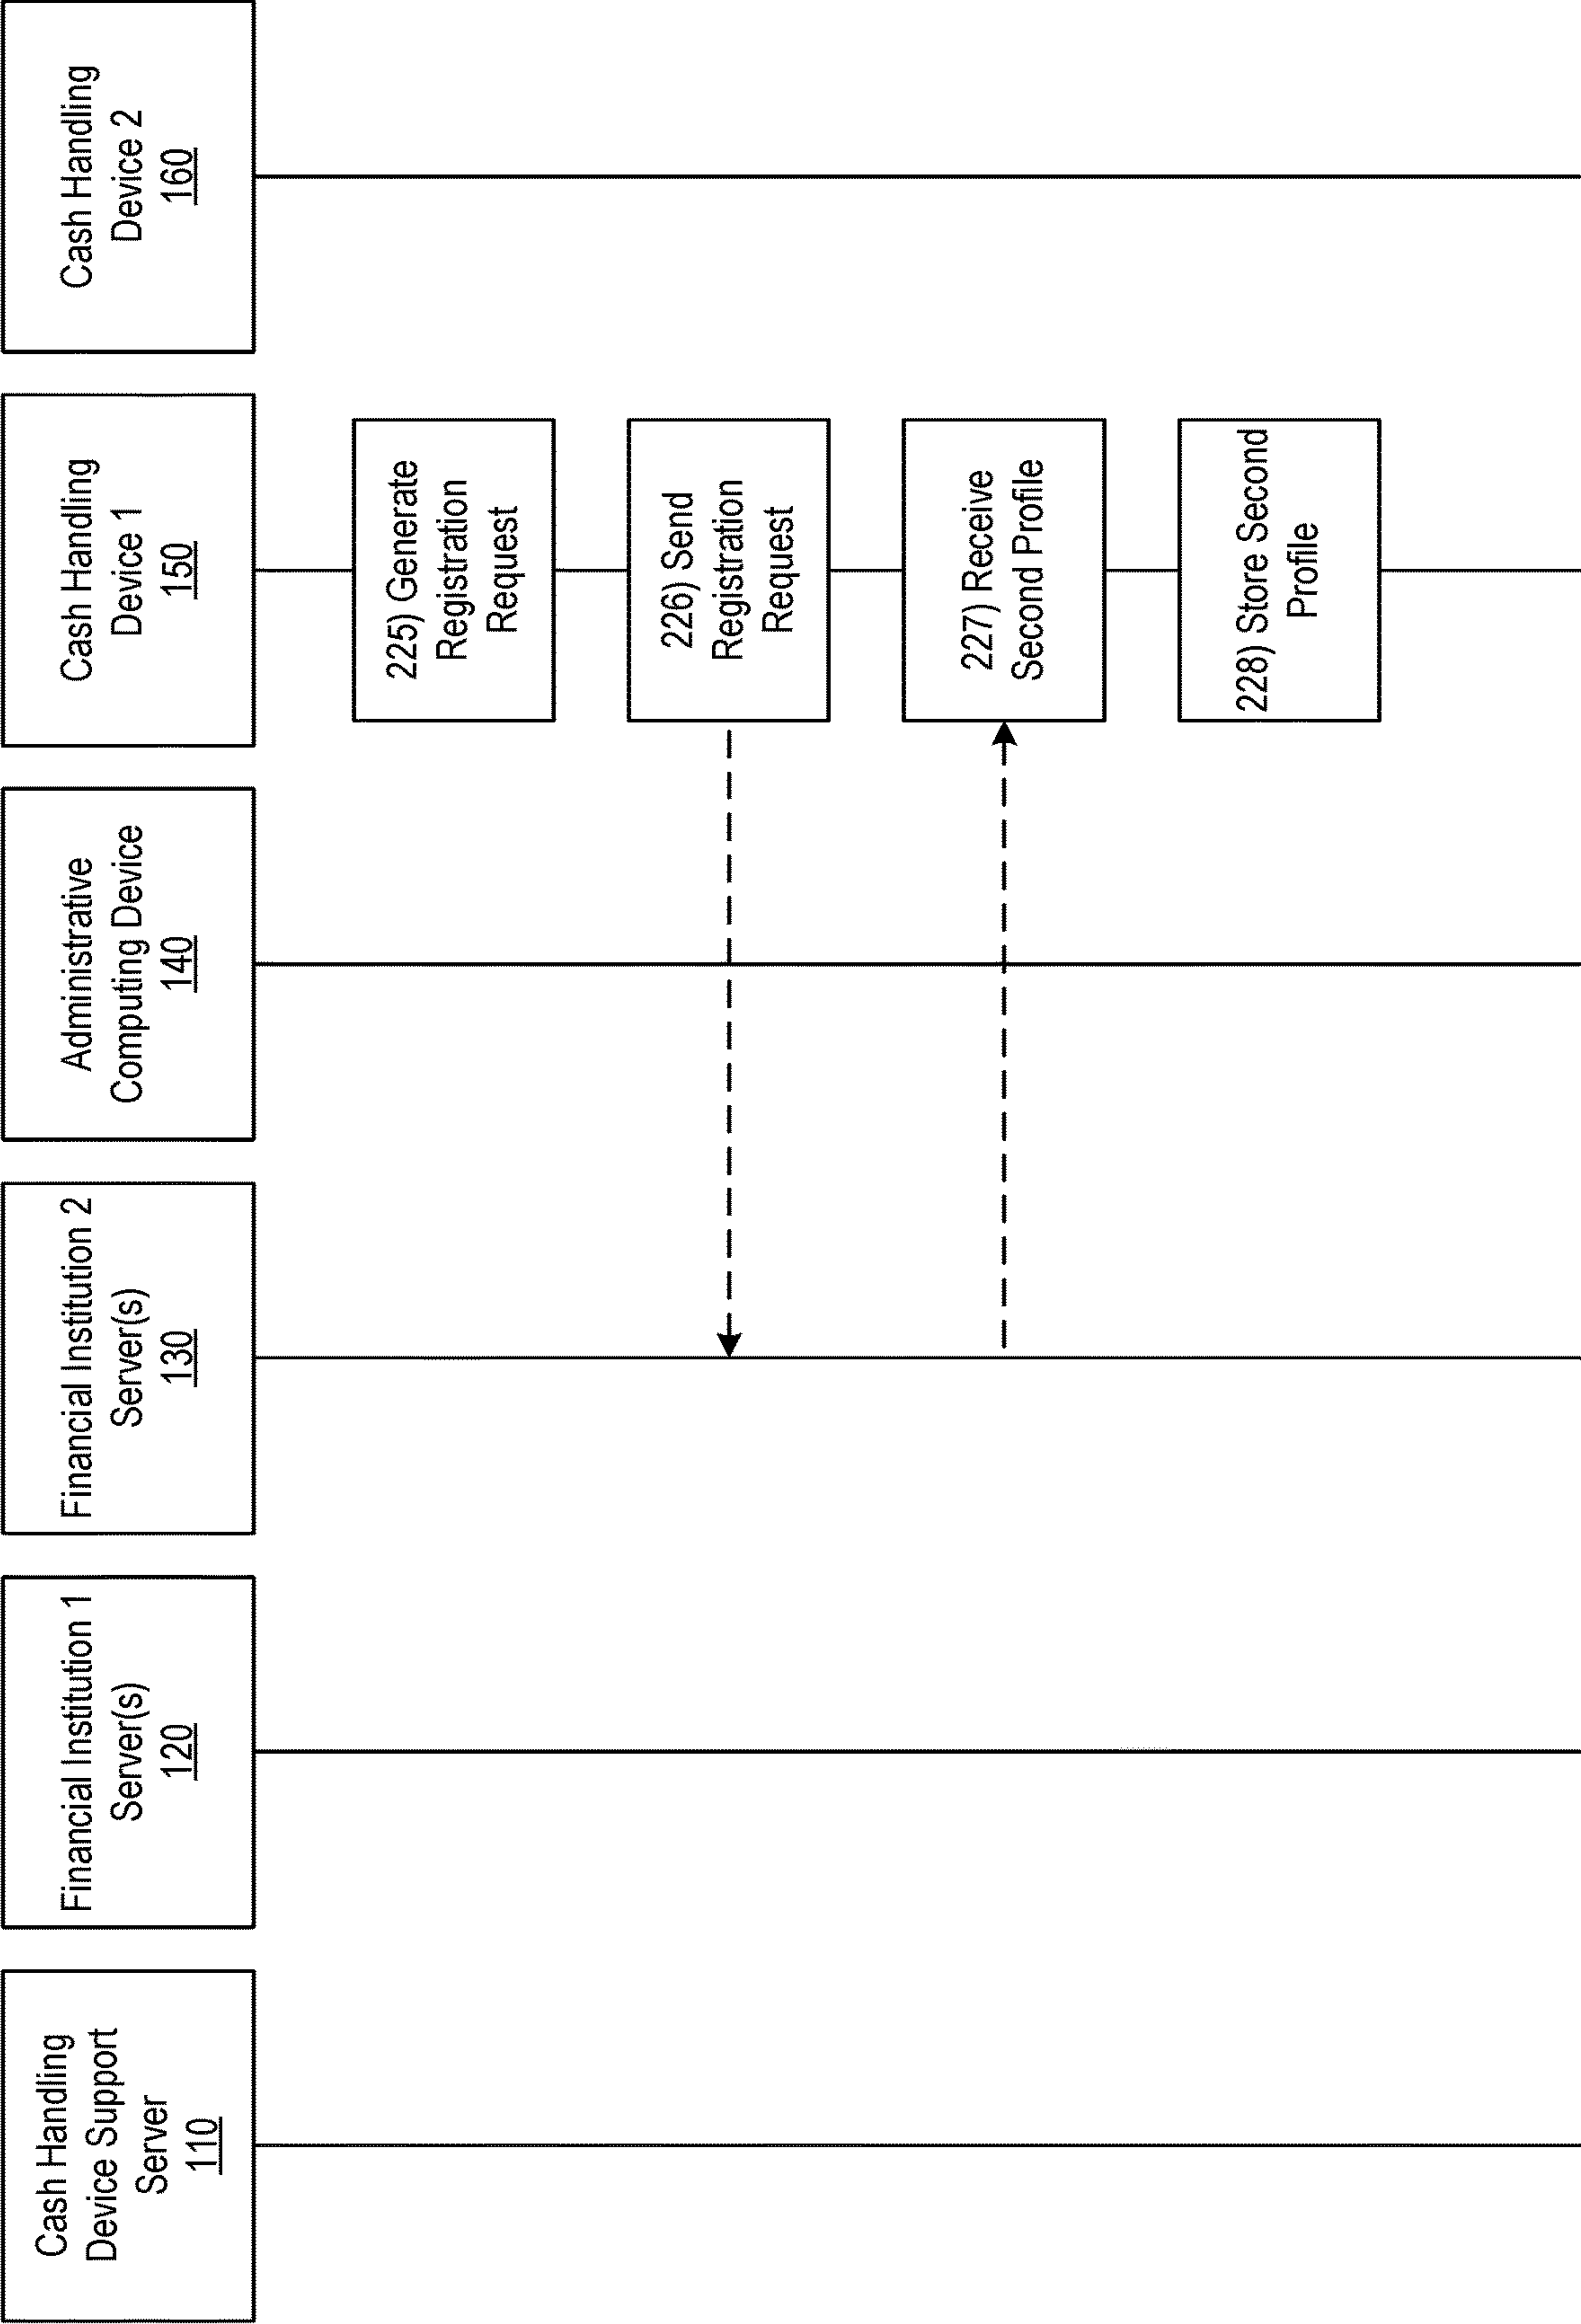 Cash Handling
Device Support
Server
110
Financial Institution 1
Server(s)
120
Financial Institution 2
Server(s)
130
Administrative
Computing Device
140
Cash Handling
Device 1
150
Cash Handling
Device 2
160
225) Generate
Registration
Request
226) Send
Registration
Request
227) Receive
Second Profile
228) Store Second
Profile